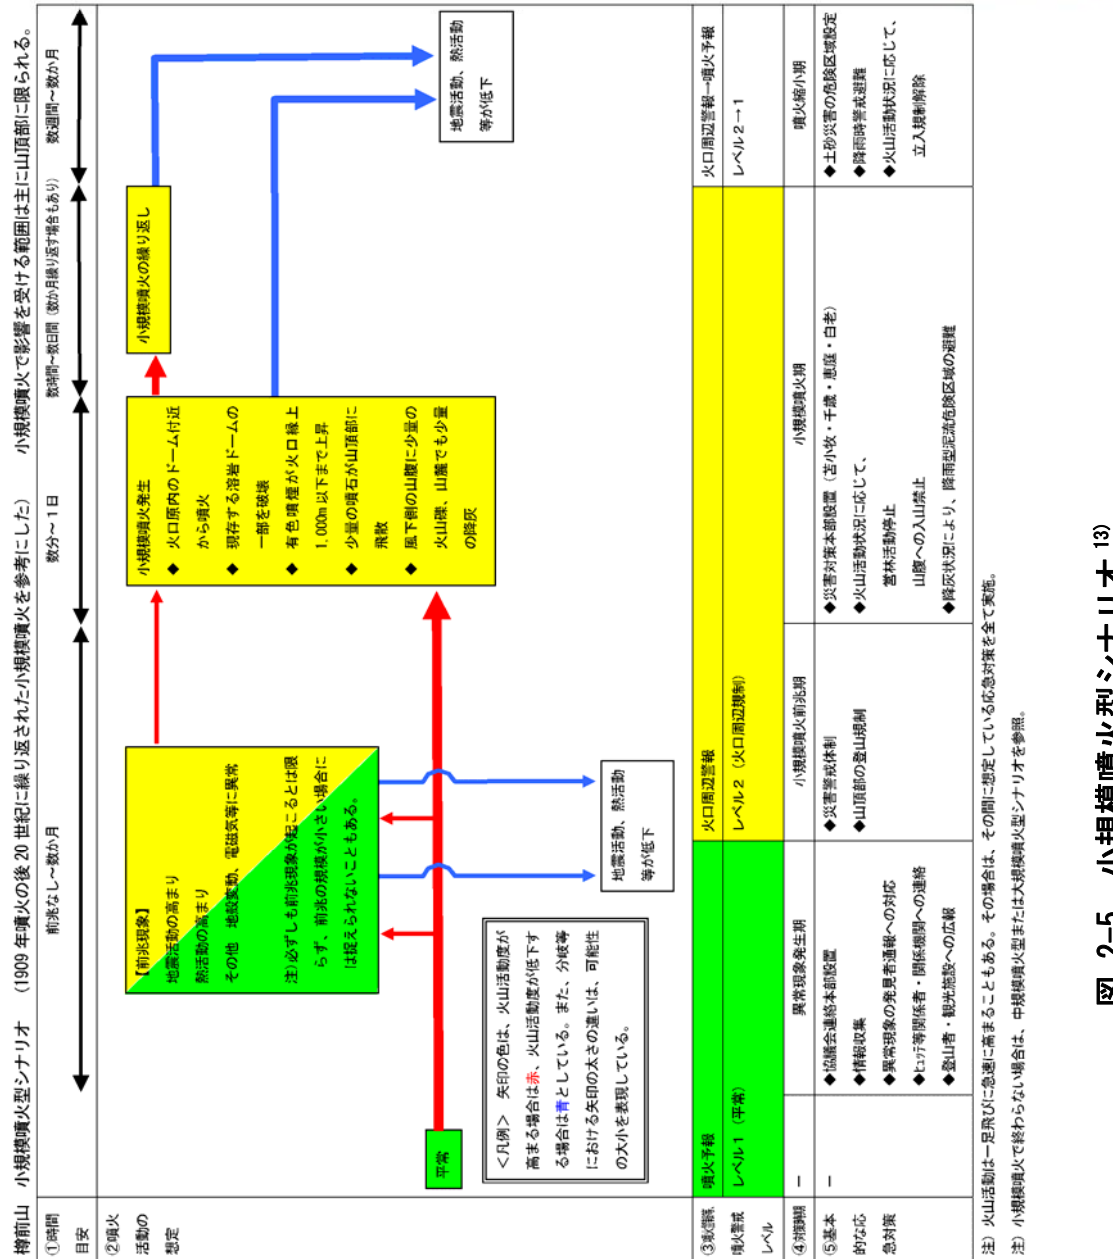 樽前山　小規模噴火型シナリオ　（1909 年噴火の後 20 世紀に繰り返された小規模噴火を参考にした）　小規模噴火で影響を受ける範囲は主に山頂部に限られる。
①時間
目安
前兆なし～数か月
数分～1日
数時間～数日間（数か月繰り返す場合もあり）
数週間～数か月
②噴火
活動の
想定
平常
【前兆現象】
地震活動の高まり
熱活動の高まり
その他　地殻変動、電磁気等に異常
注)必ずしも前兆現象が起こるとは限
らず、前兆の規模が小さい場合に
は捉えられないこともある。
小規模噴火発生
◆ 火口原内のドーム付近
から噴火
◆ 現存する溶岩ドームの
一部を破壊
◆ 有色噴煙が火口縁上
1,000m 以下まで上昇
◆ 少量の噴石が山頂部に
飛散
◆ 風下側の山腹に少量の
火山礫、山麓でも少量
の降灰
小規模噴火の繰り返し
地震活動、熱活動
等が低下
地震活動、熱活動
等が低下
＜凡例＞　矢印の色は、火山活動度が
高まる場合は赤、火山活動度が低下す
る場合は青としている。また、分岐等
における矢印の太さの違いは、可能性
の大小を表現している。
噴火警戒
レベル
噴火予報
レベル1（平常）
火口周辺警報
レベル2（火口周辺規制）
火口周辺警報→噴火予報
レベル2→1
－
異常現象発生期
小規模噴火前兆期
小規模噴火期
噴火縮小期
⑤基本
的な応
急対策
－
◆協議会連絡本部設置
◆情報収集
◆異常現象の発見者通報への対応
◆ヒュッテ等関係者・関係機関への連絡
◆登山者・観光施設への広報
◆災害警戒体制
◆山頂部の登山規制
◆災害対策本部設置（苫小牧・千歳・恵庭・白老）
◆火山活動状況に応じて、
営林活動停止
山腹への入山禁止
◆降灰状況により、降雨型泥流危険区域の避難
◆土砂災害の危険区域設定
◆降雨時警戒避難
◆火山活動状況に応じて、
立入規制解除
注）火山活動は一足飛びに急速に高まることもある。その場合は、その間に想定している応急対策を全て実施。
注）小規模噴火で終わらない場合は、中規模噴火型または大規模噴火型シナリオを参照。
図 2-5 小規模噴火型シナリオ 13)